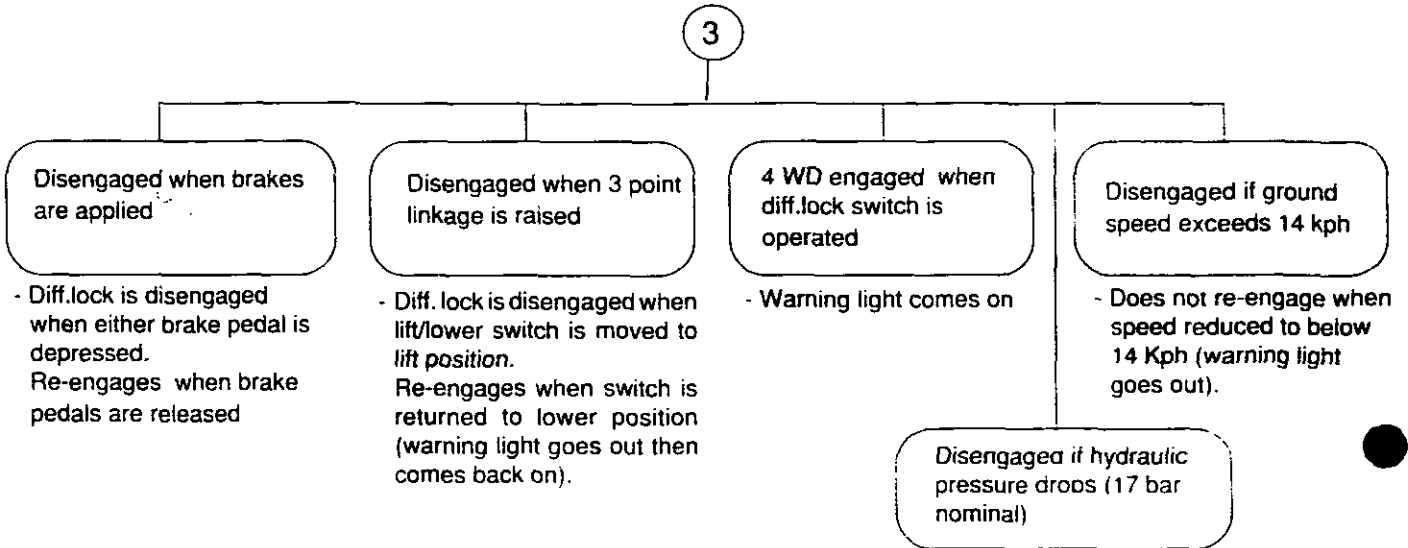 3
Disengaged when brakes
are applied
- Diff.lock is disengaged
when either brake pedal is
depressed.
Re-engages when brake
pedals are released
Disengaged when 3 point
linkage is raised
- Diff. lock is disengaged when
lift/lower switch is moved to
lift position.
Re-engages when switch is
returned to lower position
(warning light goes out then
comes back on).
4 WD engaged when
diff.lock switch is
operated
- Warning light comes on
Disengaged if ground
speed exceeds 14 kph
- Does not re-engage when
speed reduced to below
14 Kph (warning light
goes out).
Disengaged if hydraulic
pressure drops (17 bar
nominal)